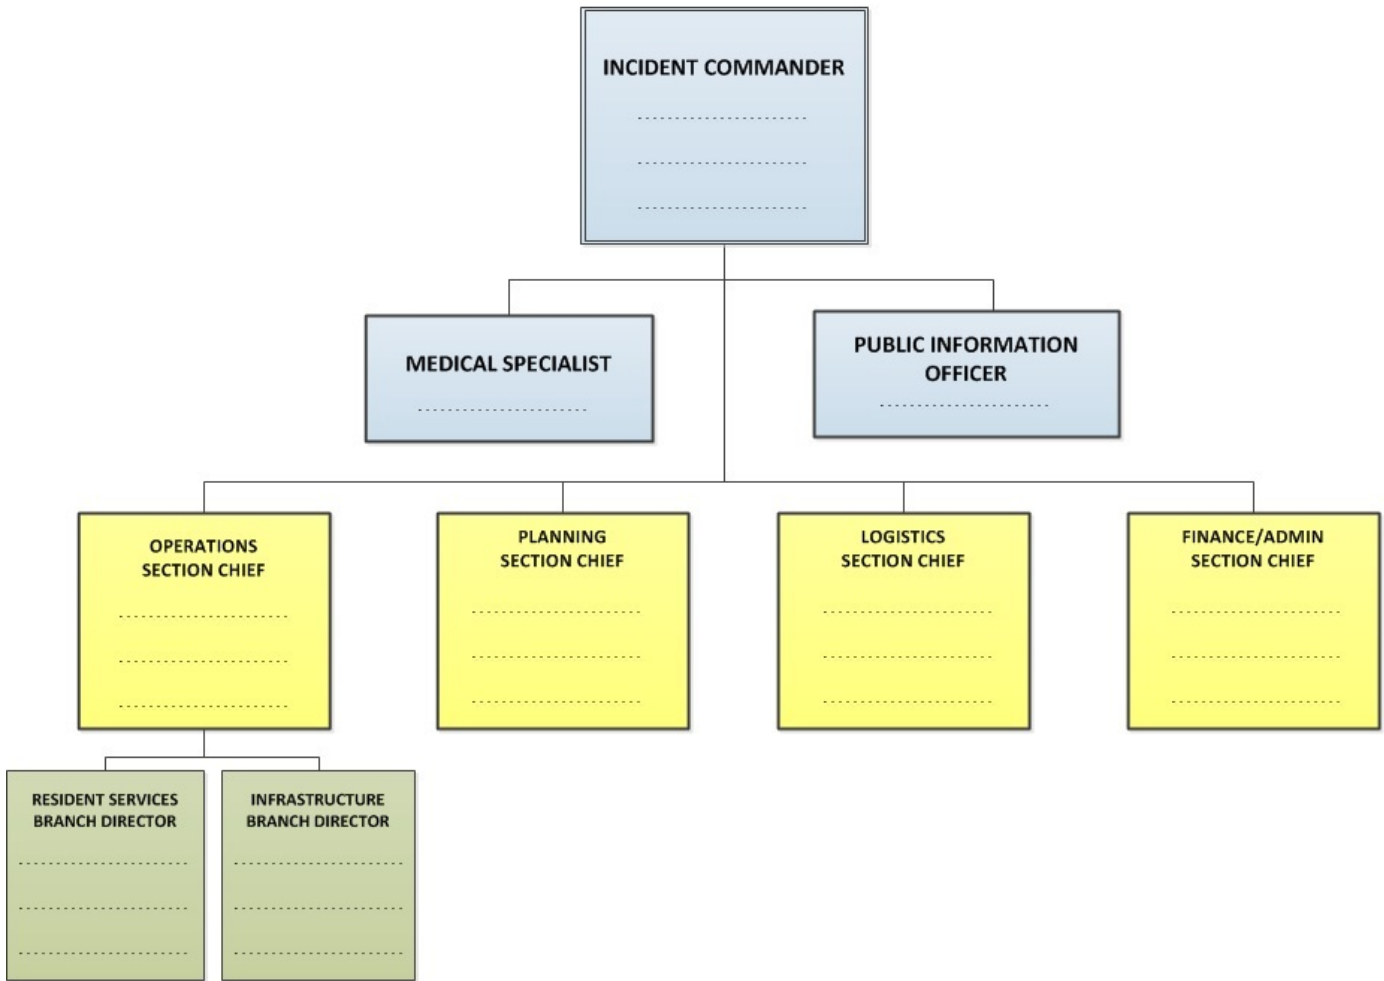 INCIDENT COMMANDER
MEDICAL SPECIALIST
PUBLIC INFORMATION
OFFICER
OPERATIONS
SECTION CHIEF
PLANNING
SECTION CHIEF
LOGISTICS
SECTION CHIEF
FINANCE/ADMIN
SECTION CHIEF
RESIDENT SERVICES
BRANCH DIRECTOR
INFRASTRUCTURE
BRANCH DIRECTOR